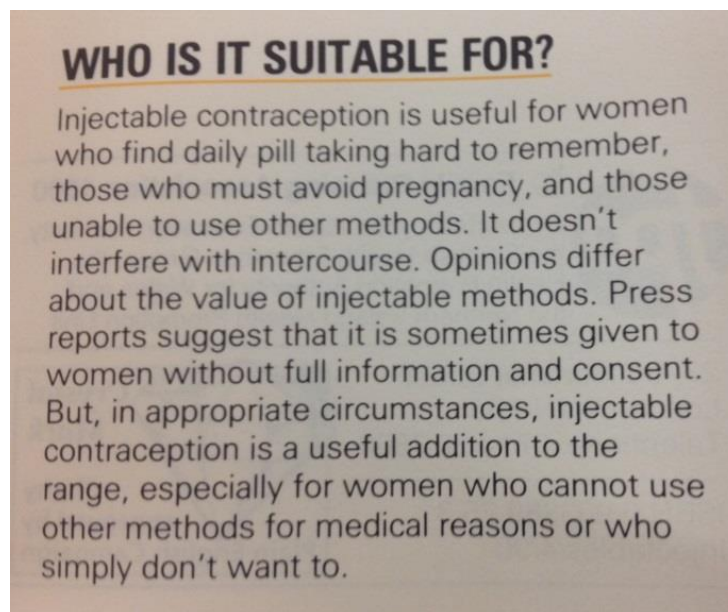 WHO IS IT SUITABLE FOR?
Injectable contraception is useful for women
who find daily pill taking hard to remember,
those who must avoid pregnancy, and those
unable to use other methods. It doesn't
interfere with intercourse. Opinions differ
about the value of injectable methods. Press
reports suggest that it is sometimes given to
women without full information and consent.
But, in appropriate circumstances, injectable
contraception is a useful addition to the
range, especially for women who cannot use
other methods for medical reasons or who
simply don't want to.